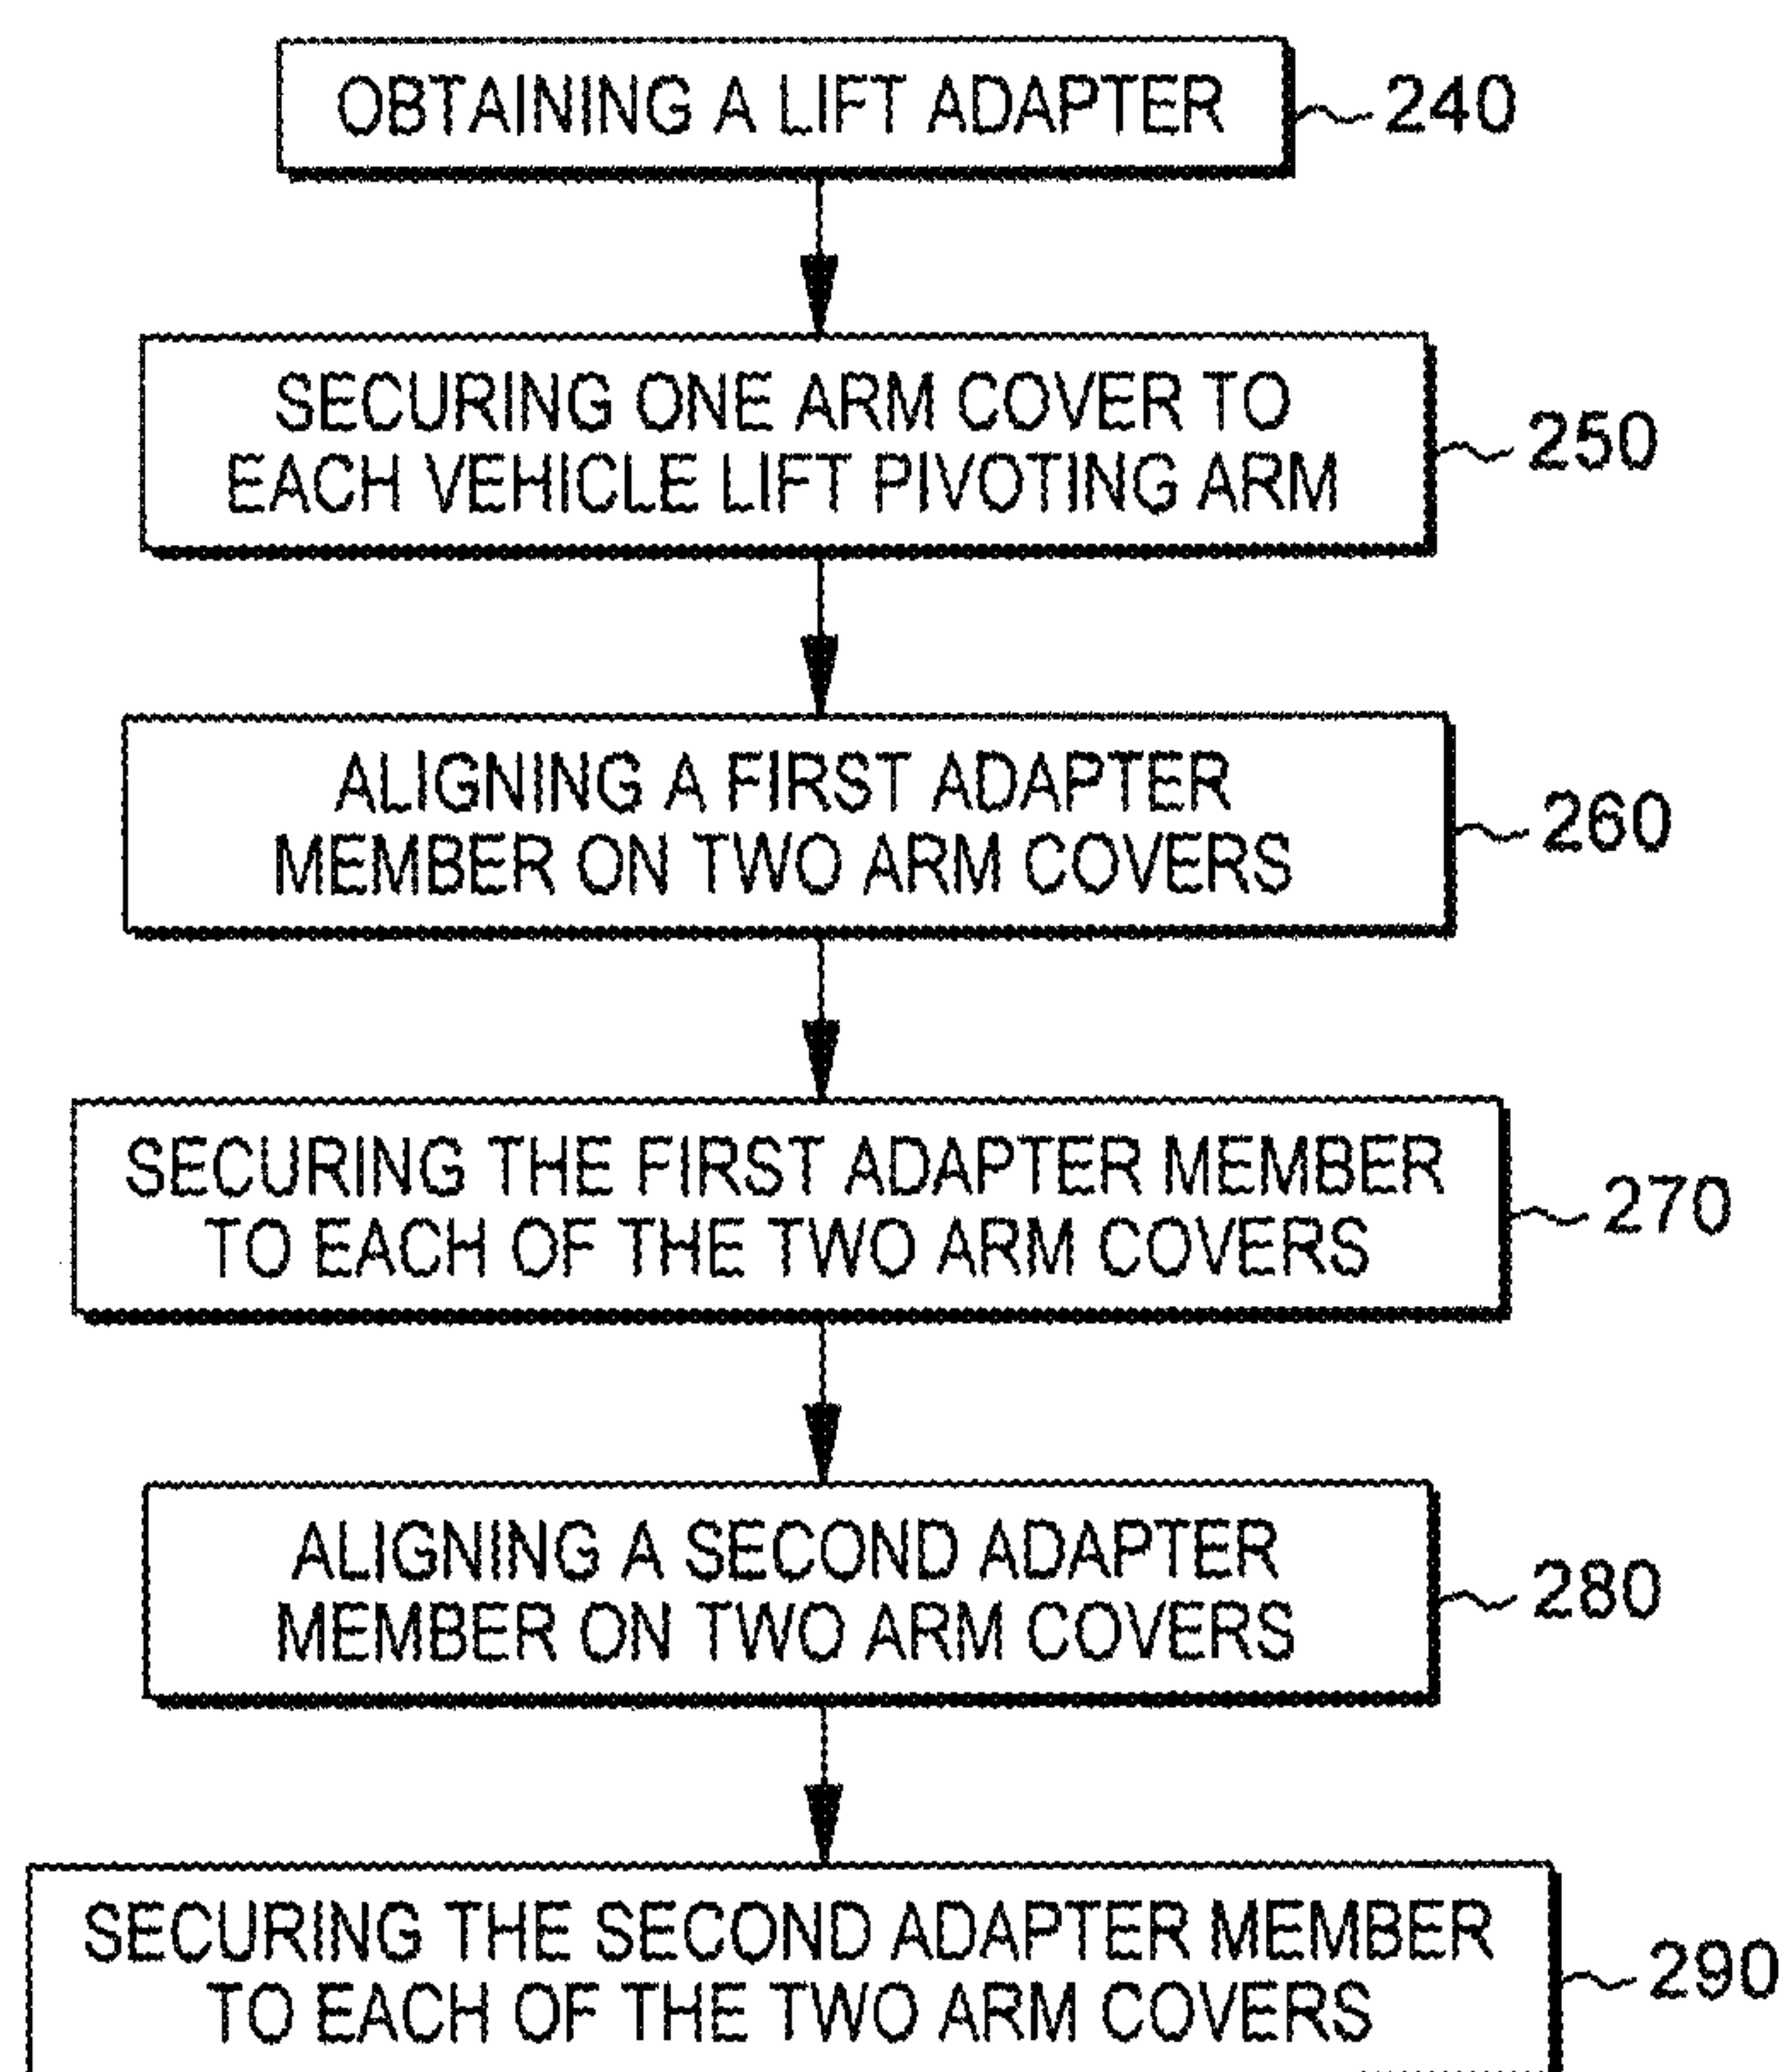 OBTAINING A LIFT ADAPTER
240
SECURING ONE ARM COVER TO
EACH VEHICLE LIFT PIVOTING ARM
250
ALIGNING A FIRST ADAPTER
MEMBER ON TWO ARM COVERS
260
SECURING THE FIRST ADAPTER MEMBER
TO EACH OF THE TWO ARM COVERS
270
ALIGNING A SECOND ADAPTER
MEMBER ON TWO ARM COVERS
280
SECURING THE SECOND ADAPTER MEMBER
TO EACH OF THE TWO ARM COVERS
290